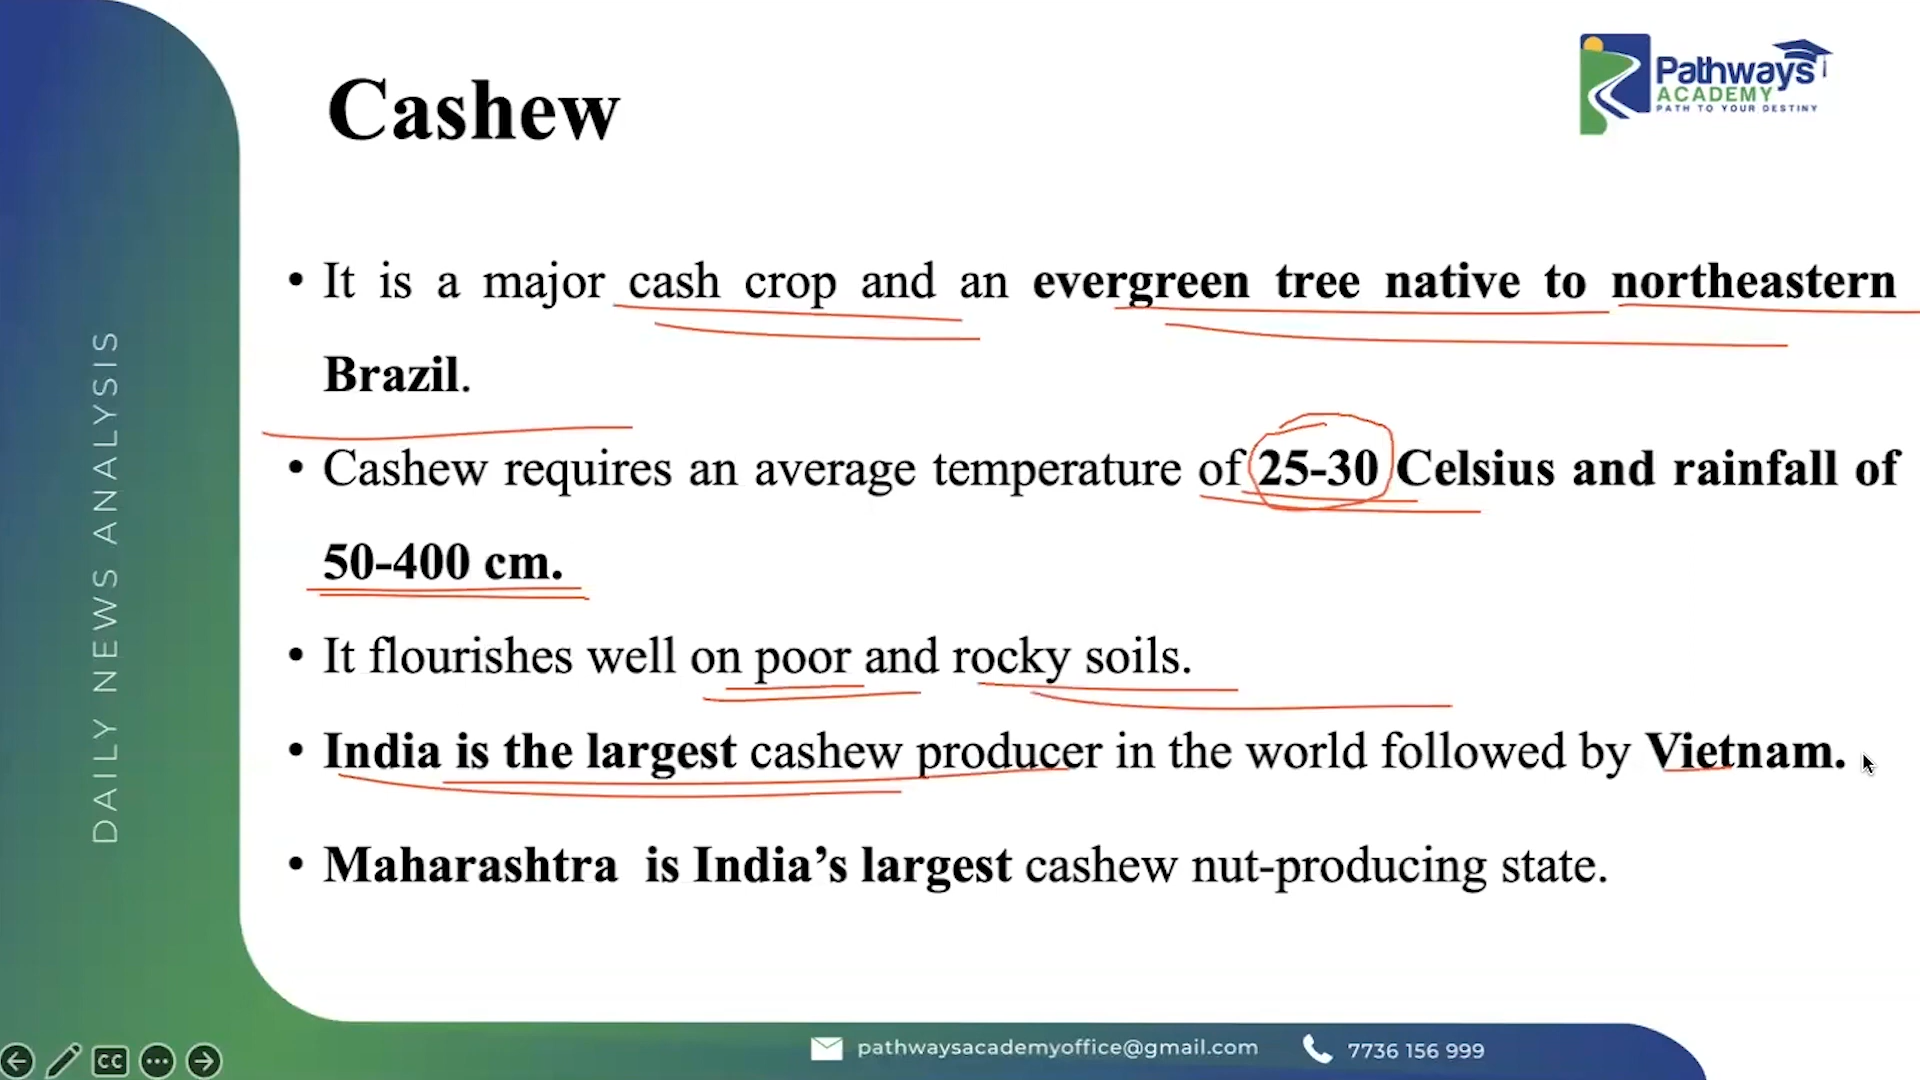 Cashew
Pathways
ACADEMY
PATH TO YOUR DESTINY
• It is a major cash crop and an evergreen tree native to northeastern
Brazil.
• Cashew requires an average temperature of 25-30 Celsius and rainfall of
50-400 cm.
• It flourishes well on poor and rocky soils.
• India is the largest cashew producer in the world followed by Vietnam.
• Maharashtra is India’s largest cashew nut-producing state.
DAILY NEWS ANALYSIS
CC
pathwaysacademyoffice@gmail.com
7736 156 999